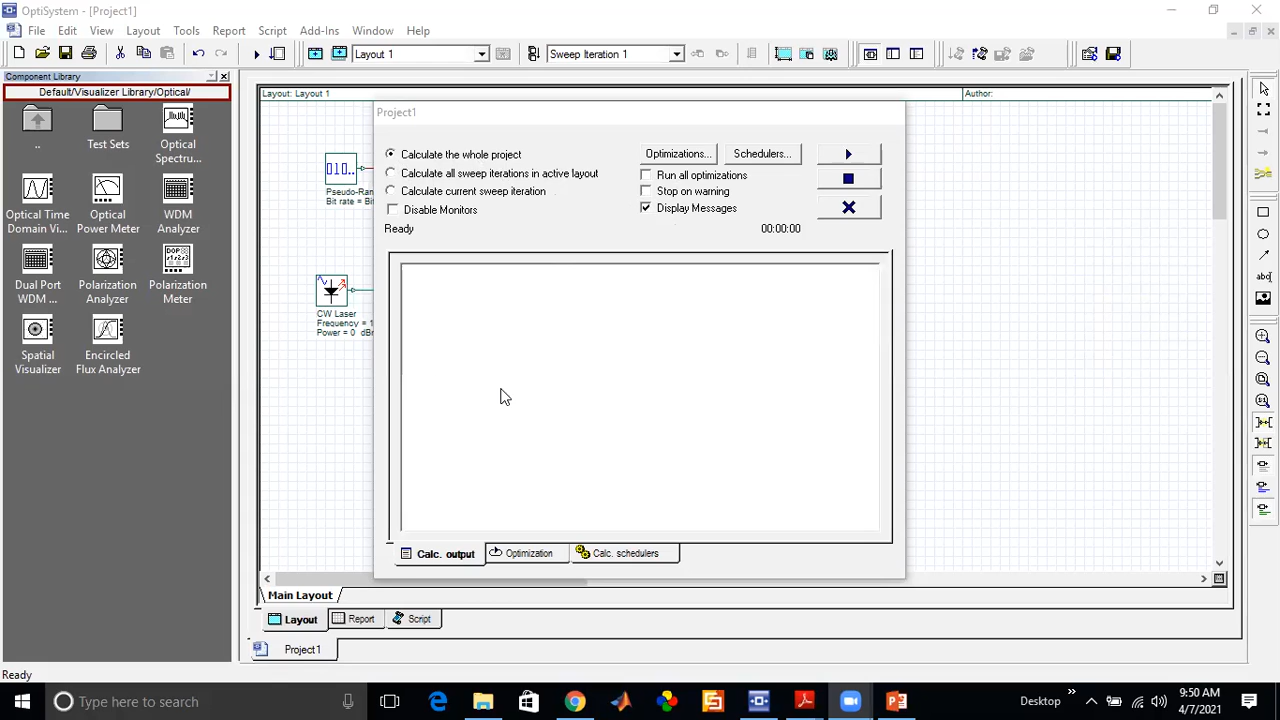 OptiSystem - [Project1]
File Edit View Layout Tools Report Script Add-Ins Window Help
Layout 1
Sweep Iteration 1
Component Library
Default/Visualizer Library/Optical/
..
Test Sets
Optical Spectru...
Optical Time Domain Vi...
Optical Power Meter
WDM Analyzer
Dual Port WDM ...
Polarization Analyzer
Polarization Meter
Spatial Visualizer
Encircled Flux Analyzer
Layout: Layout 1
Author:
Pseudo-Ran
Bit rate = Bit
CW Laser
Frequency = 1
Power = 0 dBr
Project1
Calculate the whole project
Calculate all sweep iterations in active layout
Calculate current sweep iteration
Disable Monitors
Ready
Optimizations...
Schedulers...
Run all optimizations
Stop on warning
Display Messages
00:00:00
Calc. output
Optimization
Calc. schedulers
Main Layout
Layout
Report
Script
Project1
Ready
Type here to search
Desktop
9:50 AM
4/7/2021